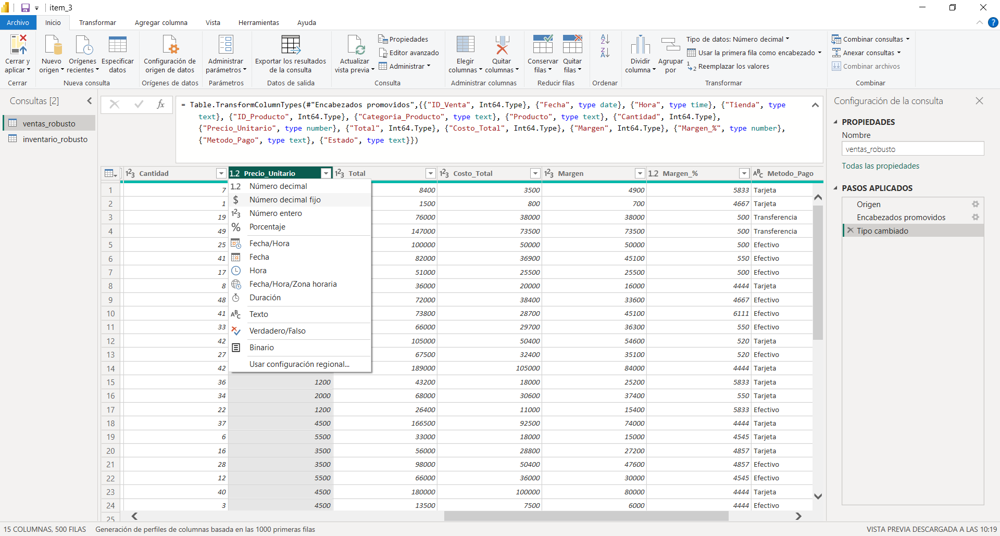 item_3
Archivo
Inicio
Transformar
Agregar columna
Vista
Herramientas
Ayuda
?
Cerrar y
aplicar
Cerrar
Nuevo
origen
Orígenes
recientes
Especificar
datos
Nueva consulta
Configuración de
origen de datos
Orígenes de datos
Administrar
parámetros
Parámetros
Exportar los resultados
de la consulta
Datos de salida
Actualizar
vista previa
Propiedades
Editor avanzado
Administrar
Consulta
Elegir
columnas
Quitar
columnas
Administrar columnas
Conservar
filas
Quitar
filas
Reducir filas
Ordenar
Dividir
columna
Agrupar
por
Tipo de datos: Número decimal
Usar la primera fila como encabezado
Reemplazar los valores
Transformar
Combinar consultas
Anexar consultas
Combinar archivos
Combinar
Consultas [2]
ventas_robusto
inventario_robusto
fx
= Table.TransformColumnTypes(#"Encabezados promovidos",{{"ID_Venta", Int64.Type}, {"Fecha", type date}, {"Hora", type time}, {"Tienda", type
text}, {"ID_Producto", Int64.Type}, {"Categoria_Producto", type text}, {"Producto", type text}, {"Cantidad", Int64.Type},
{"Precio_Unitario", type number}, {"Total", Int64.Type}, {"Costo_Total", Int64.Type}, {"Margen", Int64.Type}, {"Margen_%", type number},
{"Metodo_Pago", type text}, {"Estado", type text}})
123 Cantidad 1.2 Precio_Unitario 123 Total 123 Costo_Total 123 Margen 1.2 Margen_% ABC Metodo_Pago
1 7 8400 3500 4900 5833 Tarjeta
2 1 1500 800 700 4667 Tarjeta
3 19 76000 38000 38000 500 Transferencia
4 49 147000 73500 73500 500 Transferencia
5 25 100000 50000 50000 500 Efectivo
6 41 82000 36900 45100 550 Efectivo
7 17 51000 25500 25500 500 Efectivo
8 8 36000 20000 16000 4444 Tarjeta
9 48 72000 38400 33600 4667 Efectivo
10 41 73800 28700 45100 6111 Efectivo
11 33 66000 29700 36300 550 Efectivo
12 42 105000 50400 54600 520 Tarjeta
13 27 67500 32400 35100 520 Efectivo
14 42 189000 105000 84000 4444 Tarjeta
15 36 1200 43200 18000 25200 5833 Tarjeta
16 34 2000 68000 30600 37400 550 Tarjeta
17 22 1200 26400 11000 15400 5833 Efectivo
18 37 4500 166500 92500 74000 4444 Tarjeta
19 6 5500 33000 18000 15000 4545 Tarjeta
20 16 3500 56000 28800 27200 4857 Tarjeta
21 28 3500 98000 50400 47600 4857 Efectivo
22 12 5500 66000 36000 30000 4545 Efectivo
23 40 4500 180000 100000 80000 4444 Tarjeta
24 3 4500 13500 7500 6000 4444 Efectivo
25
1.2 Número decimal
$ Número decimal fijo
123 Número entero
% Porcentaje
Fecha/Hora
Fecha
Hora
Fecha/Hora/Zona horaria
Duración
ABC Texto
Verdadero/Falso
Binario
Usar configuración regional...
Configuración de la consulta
PROPIEDADES
Nombre
ventas_robusto
Todas las propiedades
PASOS APLICADOS
Origen
Encabezados promovidos
Tipo cambiado
15 COLUMNAS, 500 FILAS
Generación de perfiles de columnas basada en las 1000 primeras filas
VISTA PREVIA DESCARGADA A LAS 10:19